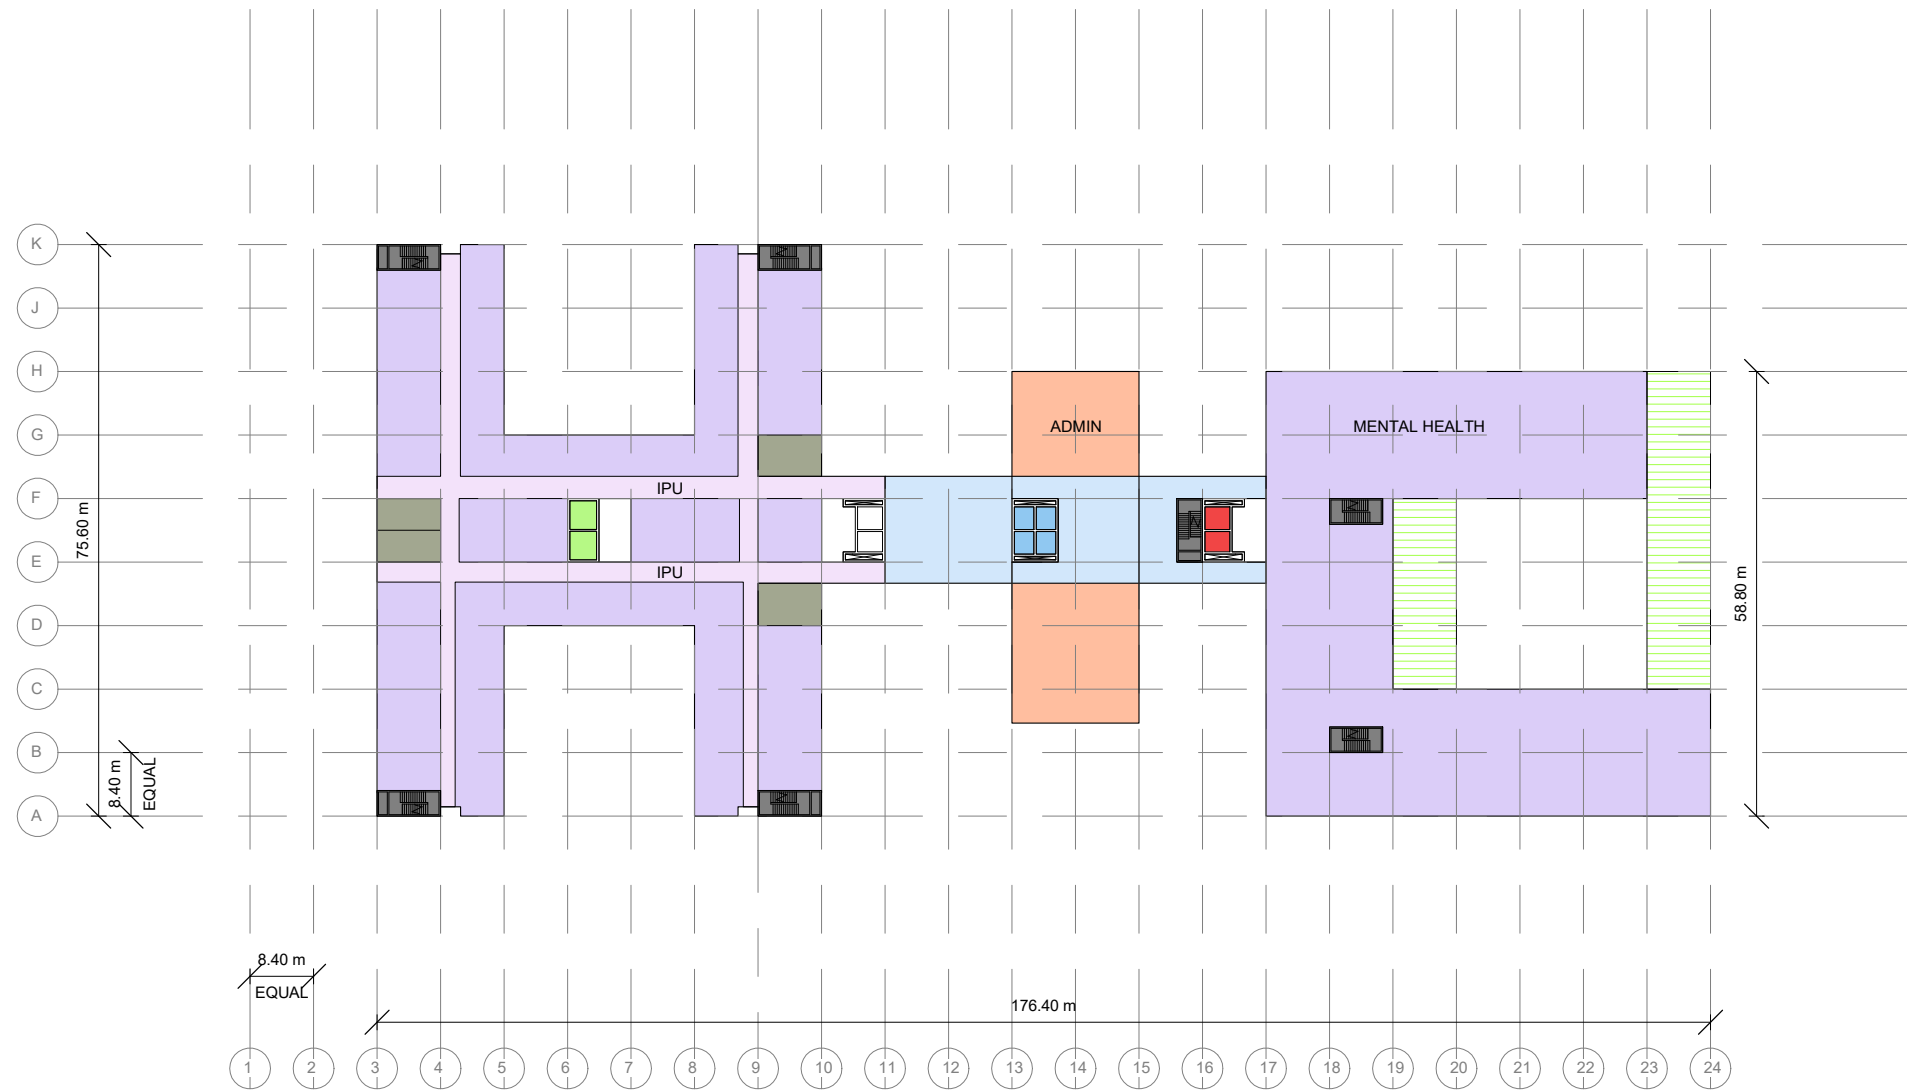 K
J
H
ADMIN
MENTAL HEALTH
G
IPU
F
75.60 m
E
IPU
58.80 m
D
C
B
8.40 m
EQUAL
A
8.40 m
EQUAL
176.40 m
1 2 3 4 5 6 7 8 9 10 11 12 13 14 15 16 17 18 19 20 21 22 23 24